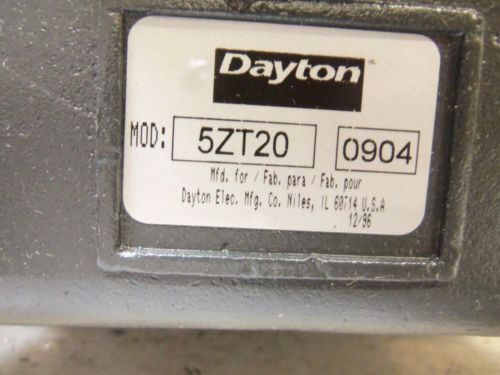 Dayton®
MOD: 5ZT20 0904
Mfd. for / Fab. para / Fab. pour
Dayton Elec. Mfg. Co. Niles, IL 60714 U.S.A
12/96